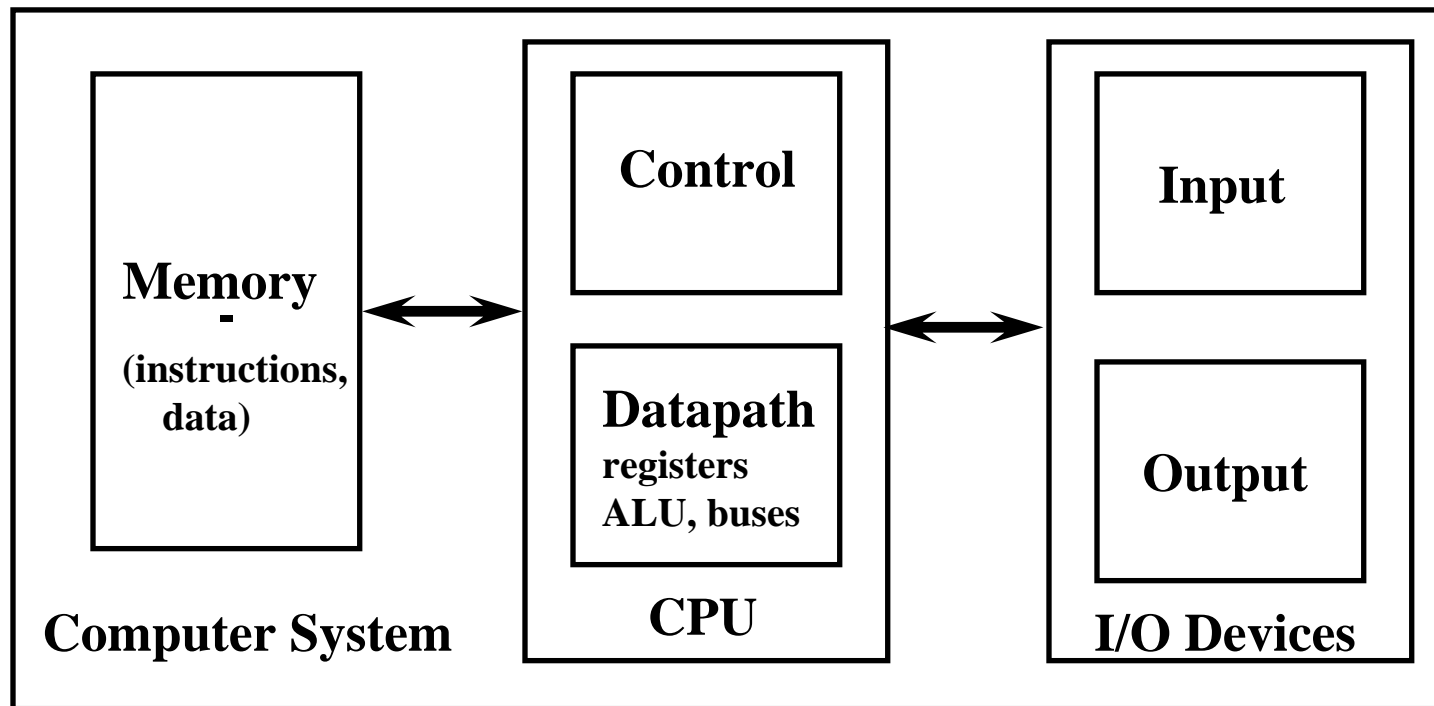 Memory
-
(instructions,
data)
Computer System
Control
Datapath
registers
ALU, buses
CPU
Input
Output
I/O Devices